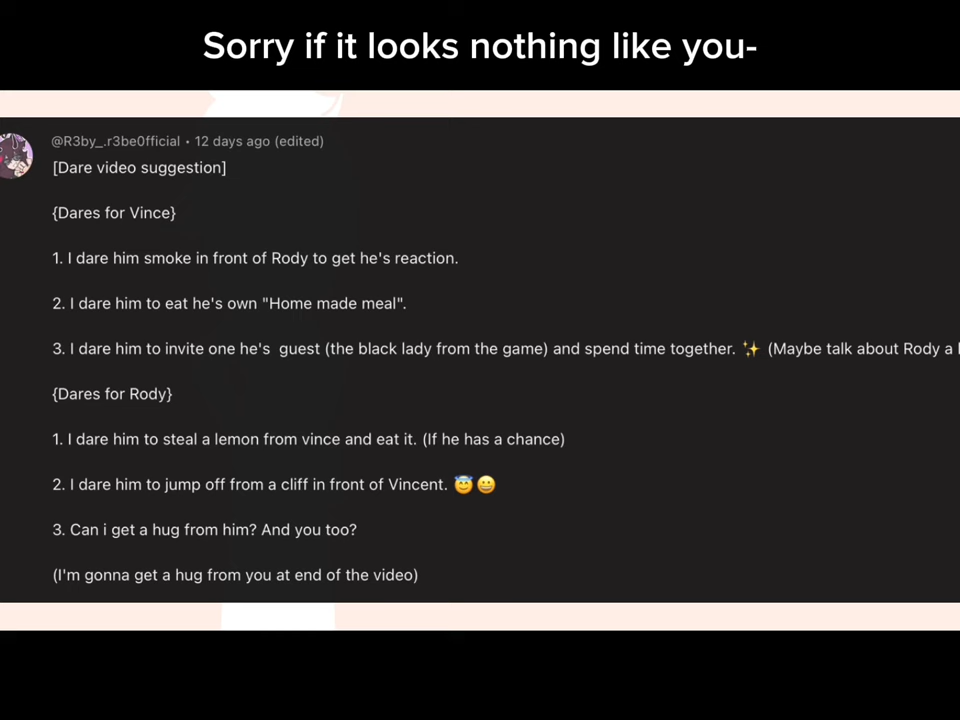 Sorry if it looks nothing like you-
@R3by_.r3be0fficial • 12 days ago (edited)
[Dare video suggestion]
{Dares for Vince}
1. I dare him smoke in front of Rody to get he's reaction.
2. I dare him to eat he's own "Home made meal".
3. I dare him to invite one he's  guest (the black lady from the game) and spend time together. ✨ (Maybe talk about Rody a
{Dares for Rody}
1. I dare him to steal a lemon from vince and eat it. (If he has a chance)
2. I dare him to jump off from a cliff in front of Vincent. 😇😀
3. Can i get a hug from him? And you too?
(I'm gonna get a hug from you at end of the video)